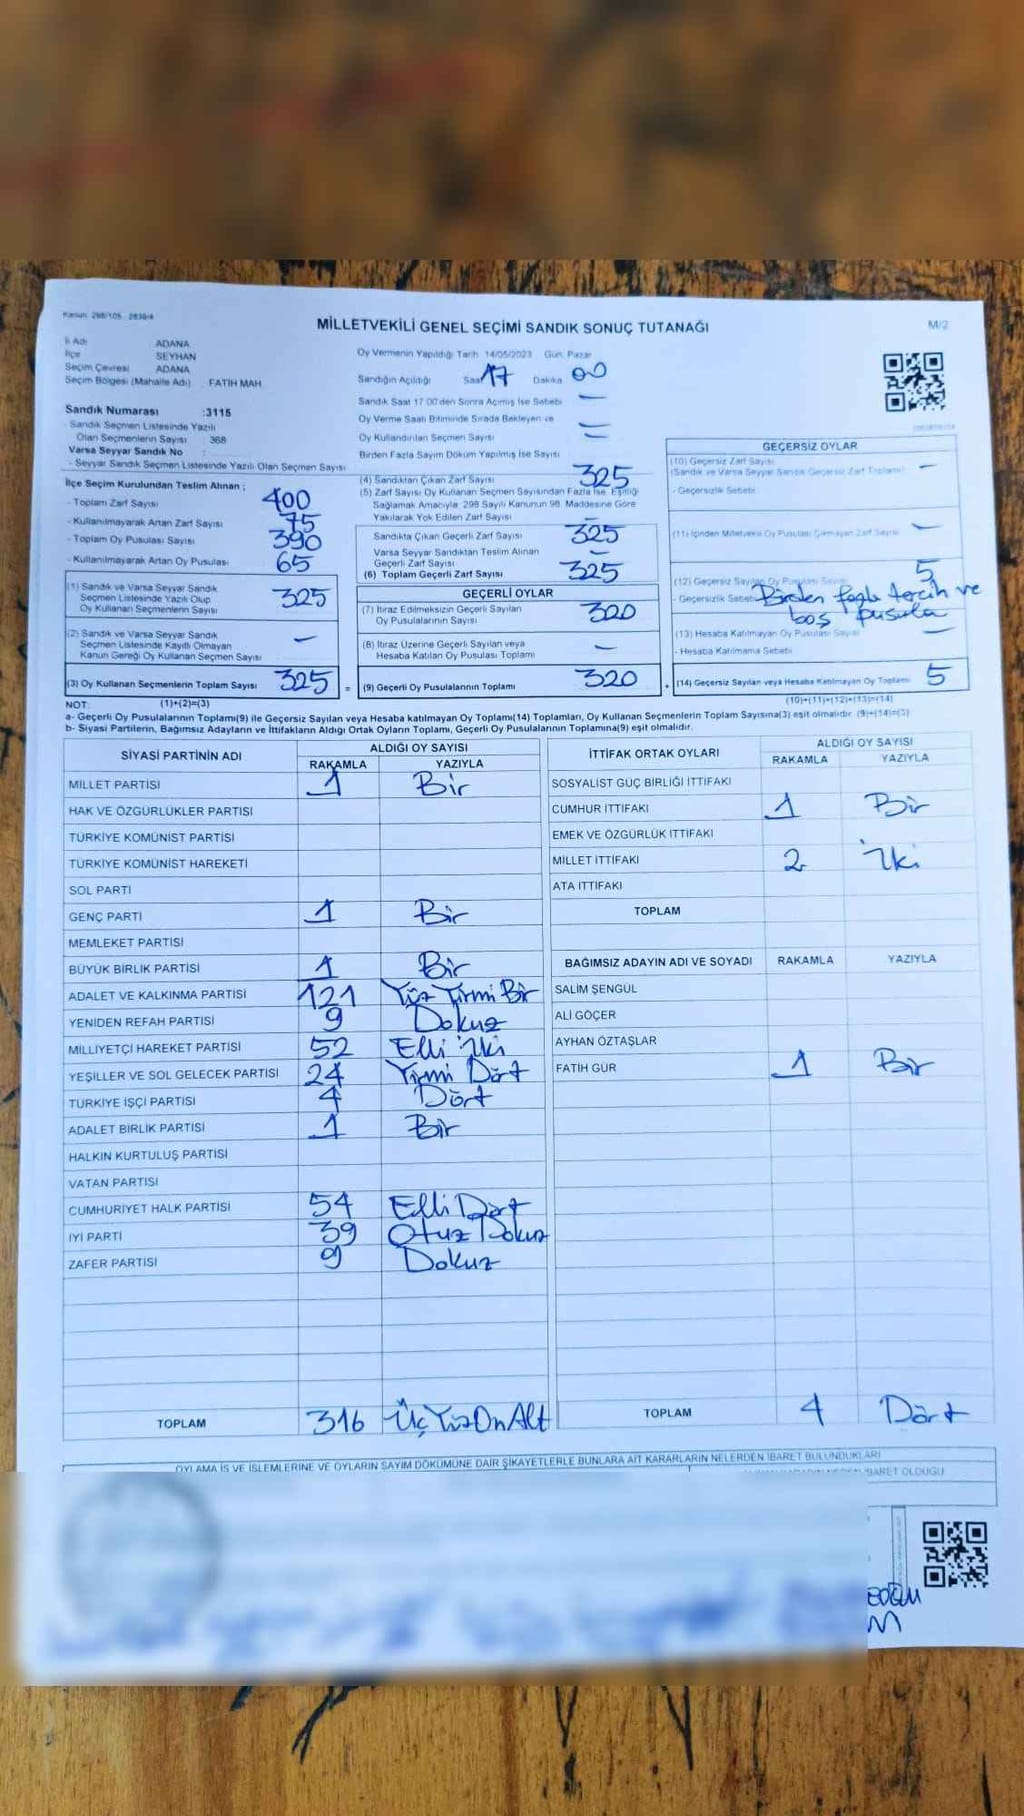 Kanun: 298/105 - 2839/4
MİLLETVEKİLİ GENEL SEÇİMİ SANDIK SONUÇ TUTANAĞI
M/2
İl Adı ADANA
İlçe SEYHAN
Seçim Çevresi ADANA
Seçim Bölgesi (Mahalle Adı) : FATİH MAH
Oy Vermenin Yapıldığı Tarih 14/05/2023 Gün: Pazar
Sandığın Açıldığı Saat 17 Dakika 00
Sandık Saat 17.00'den Sonra Açımış İse Sebebi —
Oy Verme Saati Bitiminde Sırada Bekleyen ve
Oy Kullandırılan Seçmen Sayısı —
Birden Fazla Sayım Döküm Yapılmış İse Sayısı —
Sandık Numarası :3115
- Sandık Seçmen Listesinde Yazılı
Olan Seçmenlerin Sayısı : 368
Varsa Seyyar Sandık No :
- Seyyar Sandık Seçmen Listesinde Yazılı Olan Seçmen Sayısı
İlçe Seçim Kurulundan Teslim Alınan ;
- Toplam Zarf Sayısı 400
- Kullanılmayarak Artan Zarf Sayısı 75
- Toplam Oy Pusulası Sayısı 390
- Kullanılmayarak Artan Oy Pusulası 65
(1) Sandık ve Varsa Seyyar Sandık
Seçmen Listesinde Yazılı Olup
Oy Kullanan Seçmenlerin Sayısı 325
(2) Sandık ve Varsa Seyyar Sandık
Seçmen Listesinde Kayıtlı Olmayan
Kanun Gereği Oy Kullanan Seçmen Sayısı —
(3) Oy Kullanan Seçmenlerin Toplam Sayısı 325 =
(4) Sandıktan Çıkan Zarf Sayısı 325
(5) Zarf Sayısı Oy Kullanan Seçmen Sayısından Fazla İse, Eşitliği
Sağlamak Amacıyla; 298 Sayılı Kanunun 98. Maddesine Göre
Yakılarak Yok Edilen Zarf Sayısı —
Sandıkta Çıkan Geçerli Zarf Sayısı 325
Varsa Seyyar Sandıktan Teslim Alınan
Geçerli Zarf Sayısı —
(6) Toplam Geçerli Zarf Sayısı 325
GEÇERLİ OYLAR
(7) İtiraz Edilmeksizin Geçerli Sayılan
Oy Pusulalarının Sayısı 320
(8) İtiraz Üzerine Geçerli Sayılan veya
Hesaba Katılan Oy Pusulası Toplamı —
(9) Geçerli Oy Pusulalarının Toplamı 320 +
GEÇERSİZ OYLAR
(10) Geçersiz Zarf Sayısı —
(Sandık ve Varsa Seyyar Sandık Geçersiz Zarf Toplamı)
- Geçersizlik Sebebi
(11) İçinden Milletvekili Oy Pusulası Çıkmayan Zarf Sayısı —
(12) Geçersiz Sayılan Oy Pusulası Sayısı 5
- Geçersizlik Sebebi Birden fazla tercih ve
boş pusula
(13) Hesaba Katılmayan Oy Pusulası Sayısı —
- Hesaba Katılmama Sebebi
(14) Geçersiz Sayılan veya Hesaba Katılmayan Oy Toplamı 5
NOT: (1)+(2)=(3) (10)+(11)+(12)+(13)=(14)
a- Geçerli Oy Pusulalarının Toplamı(9) ile Geçersiz Sayılan veya Hesaba katılmayan Oy Toplamı(14) Toplamları, Oy Kullanan Seçmenlerin Toplam Sayısına(3) eşit olmalıdır. (9)+(14)=(3)
b- Siyasi Partilerin, Bağımsız Adayların ve İttifakların Aldığı Ortak Oyların Toplamı, Geçerli Oy Pusulalarının Toplamına(9) eşit olmalıdır.
SİYASİ PARTİNİN ADI ALDIĞI OY SAYISI
RAKAMLA YAZIYLA
MİLLET PARTİSİ 1 Bir
HAK VE ÖZGÜRLÜKLER PARTİSİ
TÜRKİYE KOMÜNİST PARTİSİ
TÜRKİYE KOMÜNİST HAREKETİ
SOL PARTİ
GENÇ PARTİ 1 Bir
MEMLEKET PARTİSİ
BÜYÜK BİRLİK PARTİSİ 1 Bir
ADALET VE KALKINMA PARTİSİ 121 Yüz Yirmi Bir
YENİDEN REFAH PARTİSİ 9 Dokuz
MİLLİYETÇİ HAREKET PARTİSİ 52 Elli İki
YEŞİLLER VE SOL GELECEK PARTİSİ 24 Yirmi Dört
TÜRKİYE İŞÇİ PARTİSİ 4 Dört
ADALET BİRLİK PARTİSİ 1 Bir
HALKIN KURTULUŞ PARTİSİ
VATAN PARTİSİ
CUMHURİYET HALK PARTİSİ 54 Elli Dört
İYİ PARTİ 39 Otuz Dokuz
ZAFER PARTİSİ 9 Dokuz
TOPLAM 316 Üç Yüz On Alt
İTTİFAK ORTAK OYLARI ALDIĞI OY SAYISI
RAKAMLA YAZIYLA
SOSYALİST GÜÇ BİRLİĞİ İTTİFAKI
CUMHUR İTTİFAKI 1 Bir
EMEK VE ÖZGÜRLÜK İTTİFAKI
MİLLET İTTİFAKI 2 İki
ATA İTTİFAKI
TOPLAM
BAĞIMSIZ ADAYIN ADI VE SOYADI RAKAMLA YAZIYLA
SALİM ŞENGÜL
ALİ GÖÇER
AYHAN ÖZTAŞLAR
FATİH GÜR 1 Bir
TOPLAM 4 Dört
OYLAMA İŞ VE İŞLEMLERİNE VE OYLARIN SAYIM DÖKÜMÜNE DAİR ŞİKAYETLERLE BUNLARA AİT KARARLARIN NELERDEN İBARET BULUNDUKLARI
İBARET OLDUĞU